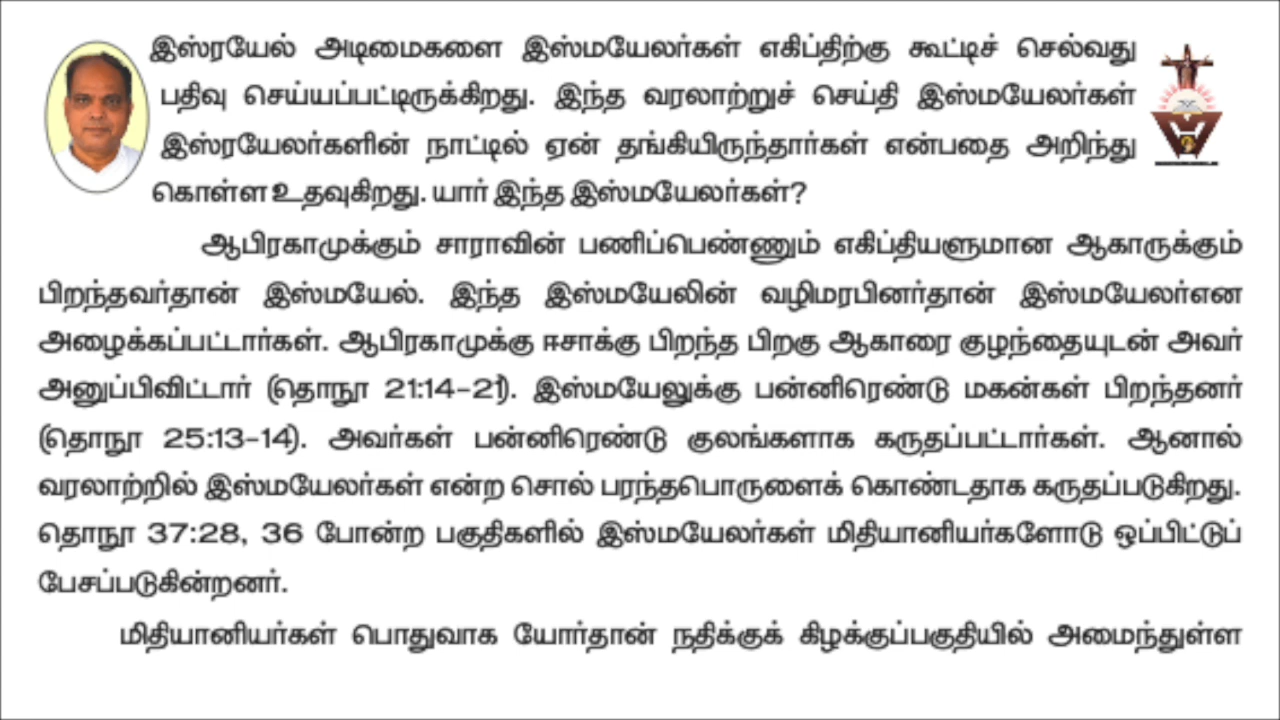 இஸ்ரயேல் அடிமைகளை இஸ்மயேலர்கள் எகிப்திற்கு கூட்டிச் செல்வது
பதிவு செய்யப்பட்டிருக்கிறது. இந்த வரலாற்றுச் செய்தி இஸ்மயேலர்கள்
இஸ்ரயேலர்களின் நாட்டில் ஏன் தங்கியிருந்தார்கள் என்பதை அறிந்து
கொள்ள உதவுகிறது. யார் இந்த இஸ்மயேலர்கள்?
ஆபிரகாமுக்கும் சாராவின் பணிப்பெண்ணும் எகிப்தியளுமான ஆகாருக்கும்
பிறந்தவர்தான் இஸ்மயேல். இந்த இஸ்மயேலின் வழிமரபினர்தான் இஸ்மயேலர்என
அழைக்கப்பட்டார்கள். ஆபிரகாமுக்கு ஈசாக்கு பிறந்த பிறகு ஆகாரை குழந்தையுடன் அவர்
அனுப்பிவிட்டார் (தொநூ 21:14-21). இஸ்மயேலுக்கு பன்னிரெண்டு மகன்கள் பிறந்தனர்
(தொநூ 25:13-14). அவர்கள் பன்னிரெண்டு குலங்களாக கருதப்பட்டார்கள். ஆனால்
வரலாற்றில் இஸ்மயேலர்கள் என்ற சொல் பரந்தபொருளைக் கொண்டதாக கருதப்படுகிறது.
தொநூ 37:28, 36 போன்ற பகுதிகளில் இஸ்மயேலர்கள் மிதியானியர்களோடு ஒப்பிட்டுப்
பேசப்படுகின்றனர்.
மிதியானியர்கள் பொதுவாக யோர்தான் நதிக்குக் கிழக்குப்பகுதியில் அமைந்துள்ள